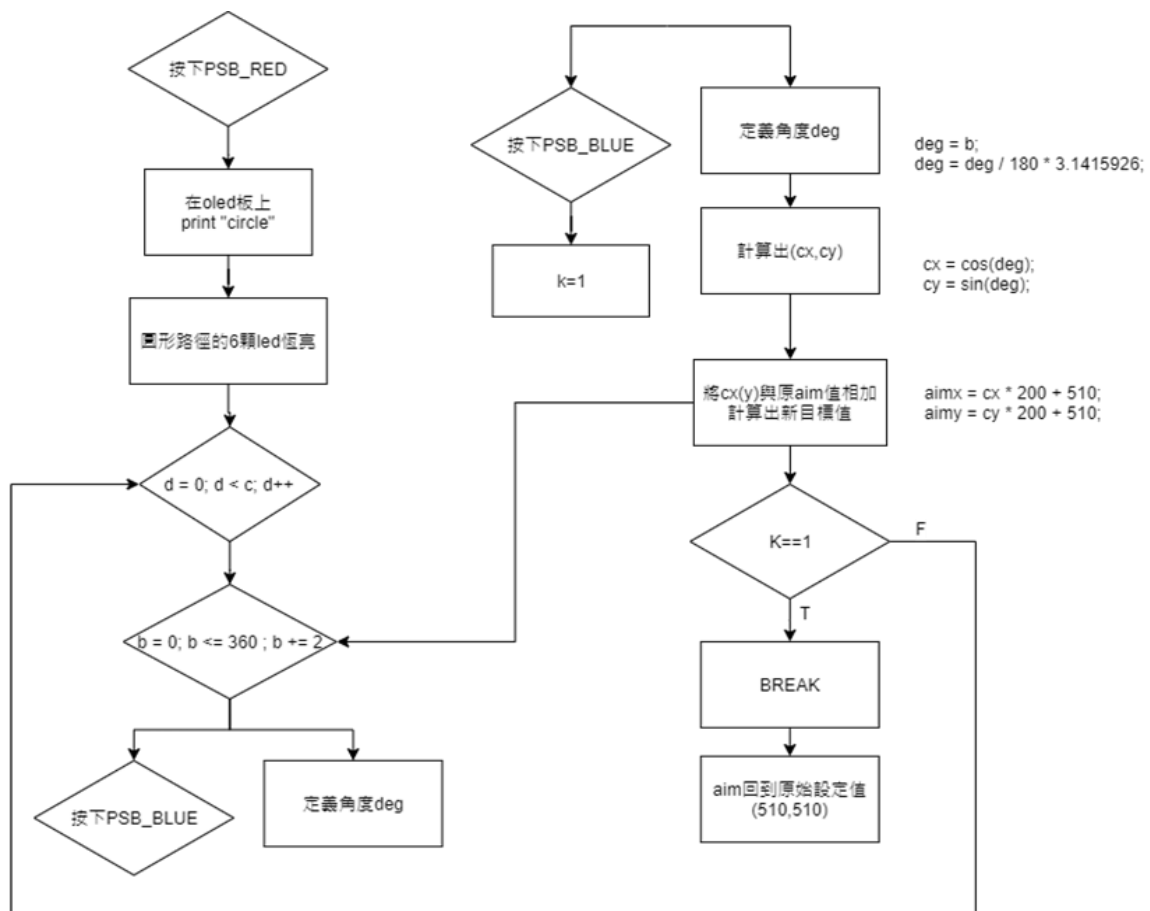 按下PSB_RED
在oled板上
print "circle"
圓形路徑的6顆led恆亮
d = 0; d < c; d++
b = 0; b <= 360 ; b += 2
按下PSB_BLUE
定義角度deg
按下PSB_BLUE
k=1
定義角度deg
deg = b;
deg = deg / 180 * 3.1415926;
計算出(cx,cy)
cx = cos(deg);
cy = sin(deg);
將cx(y)與原aim值相加
計算出新目標值
aimx = cx * 200 + 510;
aimy = cy * 200 + 510;
K==1
F
T
BREAK
aim回到原始設定值
(510,510)